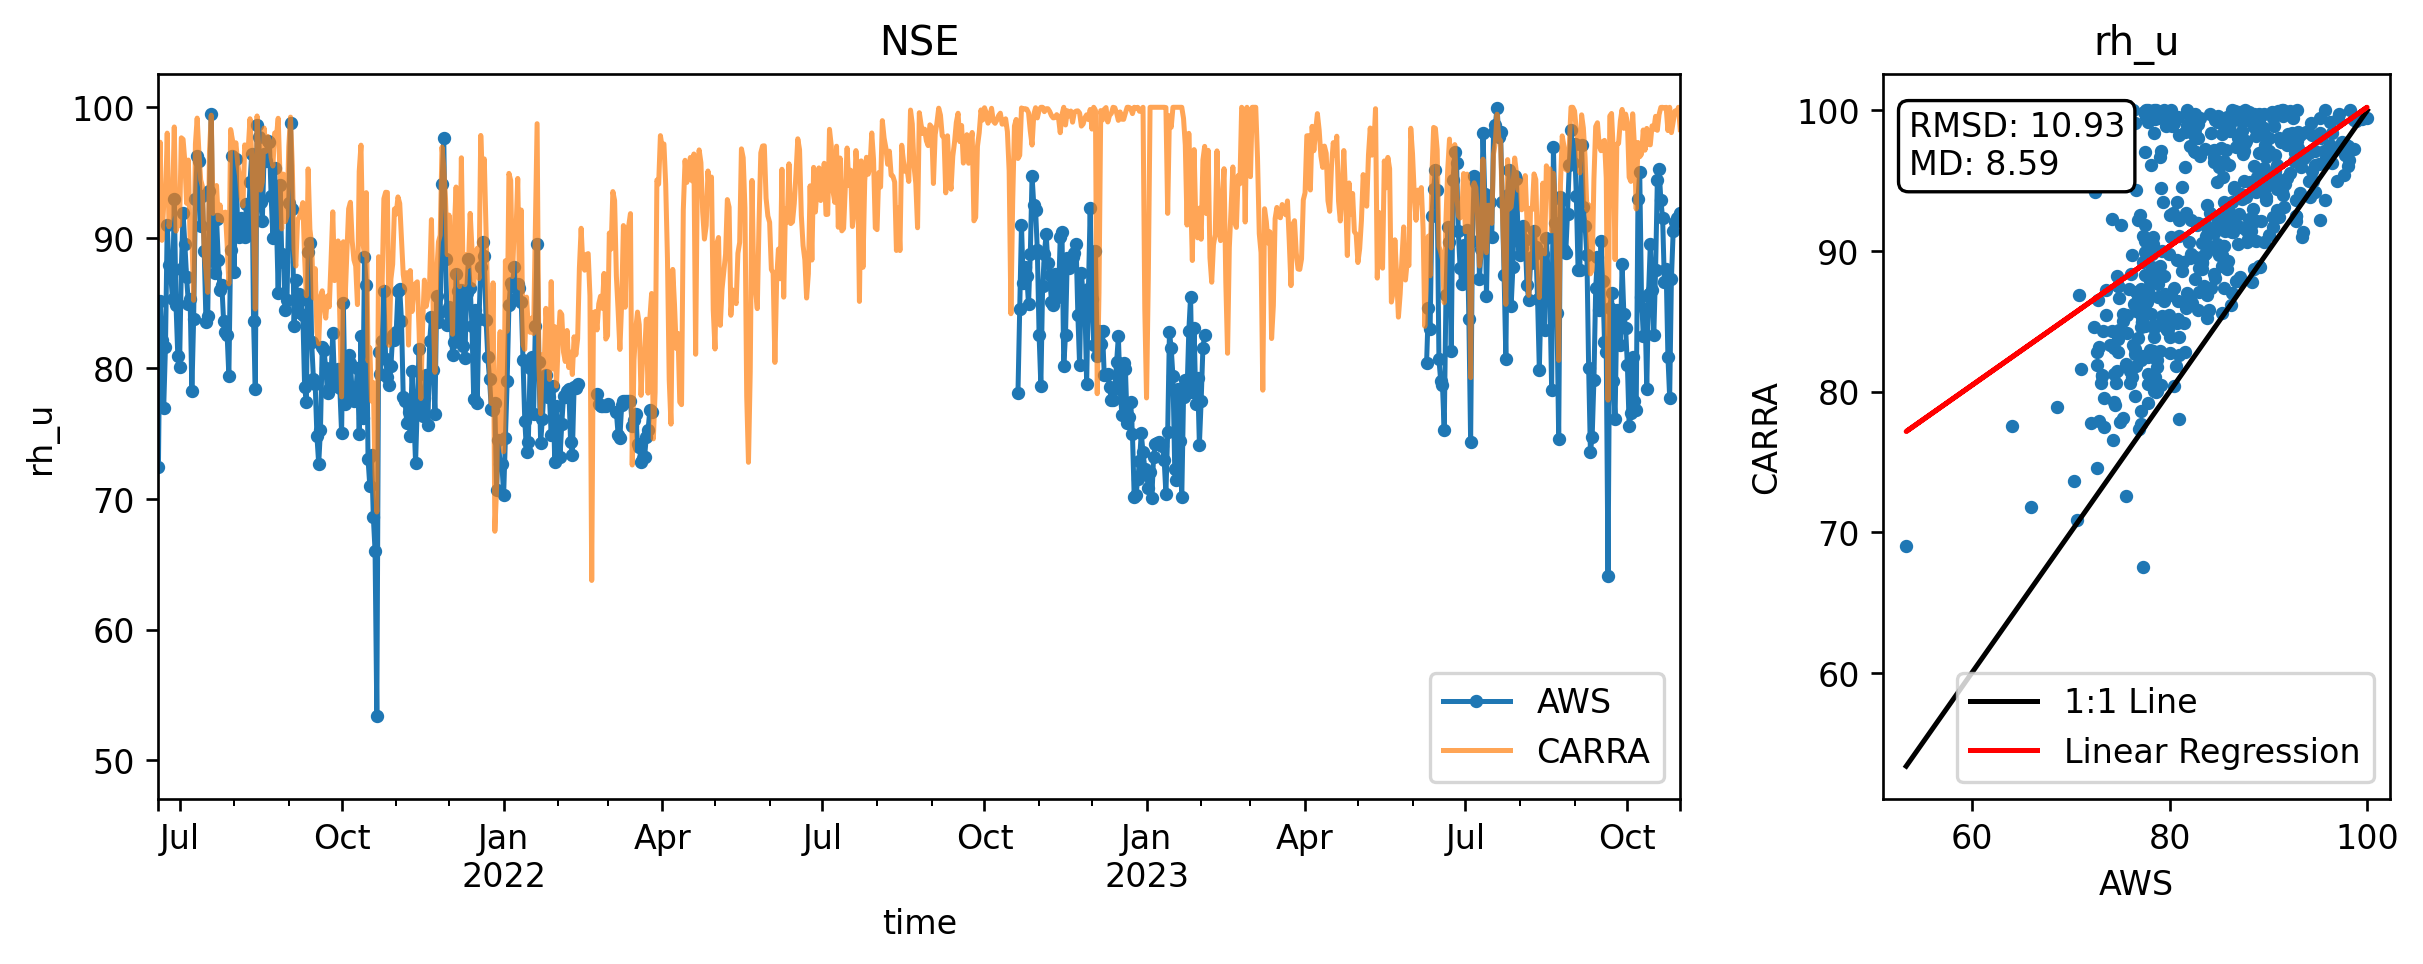 NSE
rh_u
100
90
80
70
60
50
Jul
Oct
Jan
2022
Apr
Jul
Oct
Jan
2023
Apr
Jul
Oct
time
AWS
CARRA
rh_u
CARRA
100
90
80
70
60
RMSD: 10.93
MD: 8.59
1:1 Line
Linear Regression
60
80
100
AWS